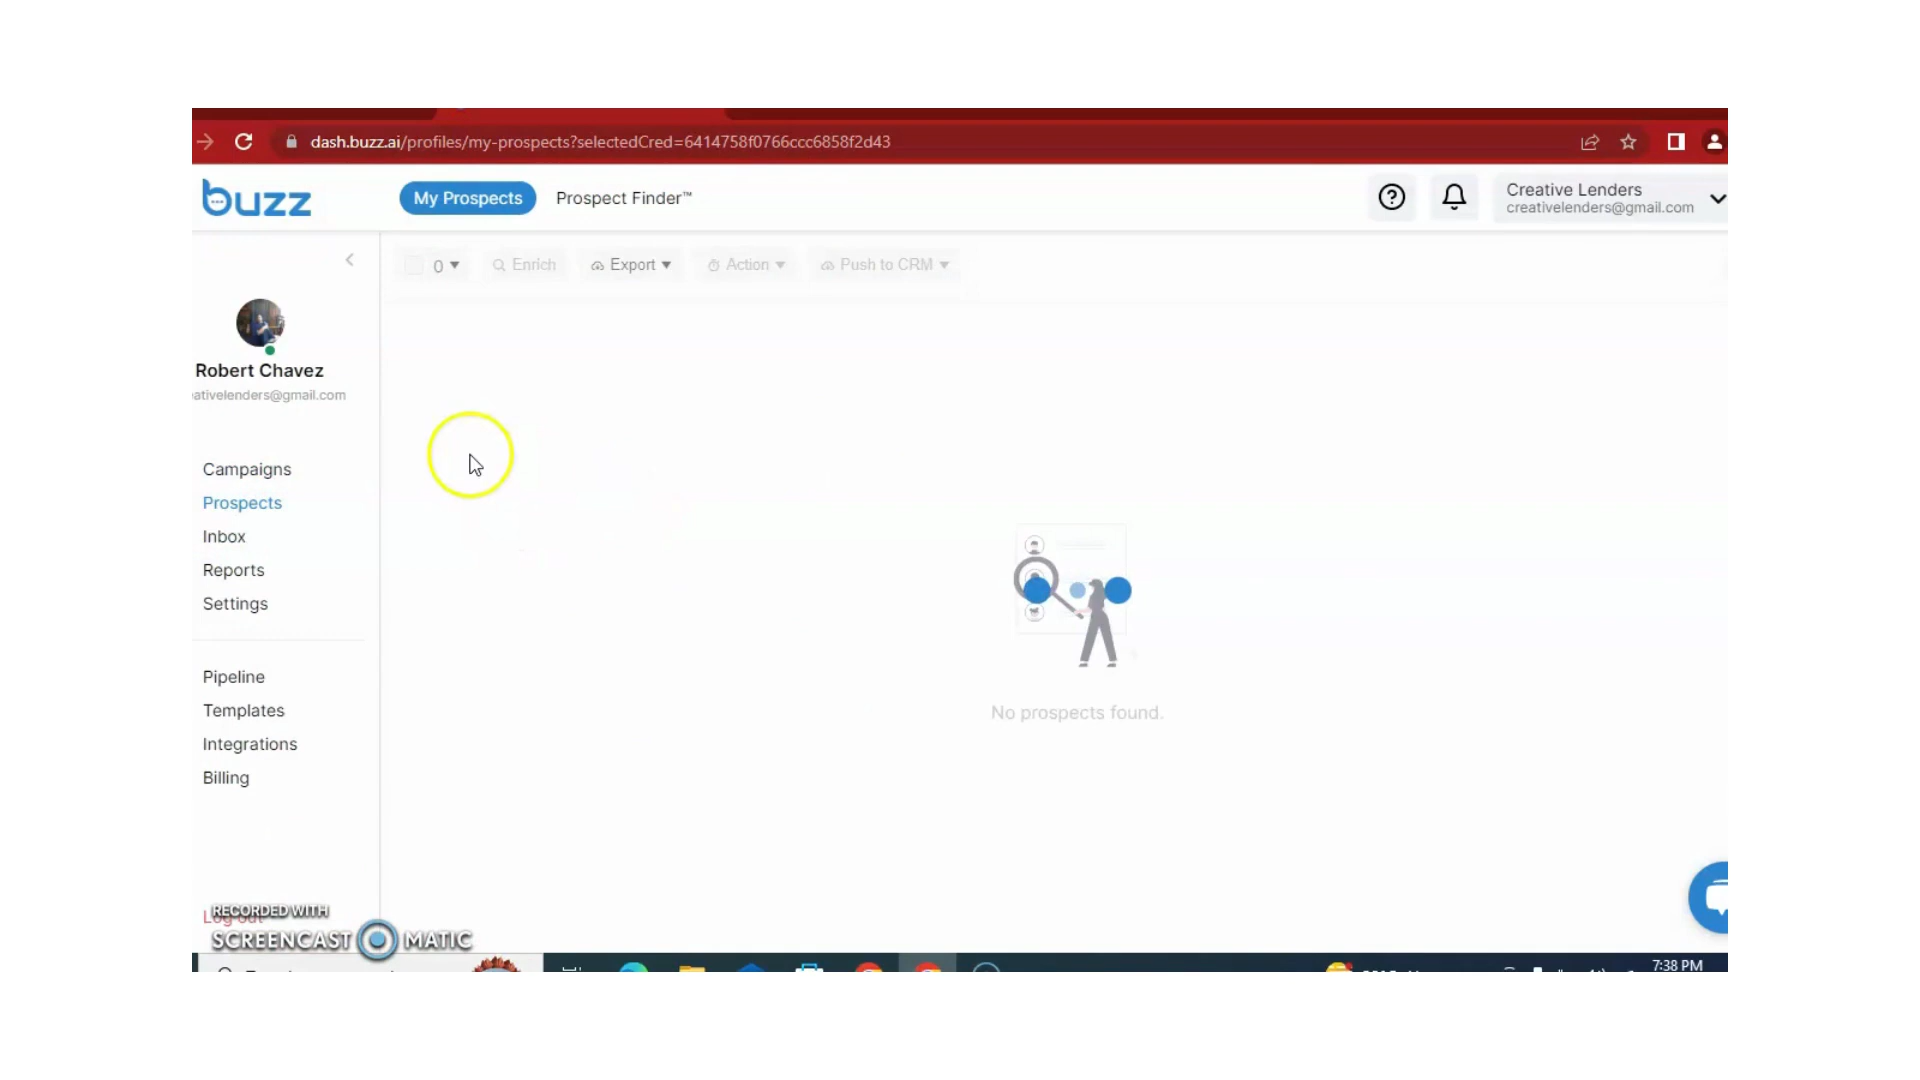 dash.buzz.ai/profiles/my-prospects?selectedCred=6414758f0766ccc6858f2d43
buzz
My Prospects
Prospect Finder™
Creative Lenders
creativelenders@gmail.com
0
Enrich
Export
Action
Push to CRM
Robert Chavez
ativelenders@gmail.com
Campaigns
Prospects
Inbox
Reports
Settings
Pipeline
Templates
Integrations
Billing
No prospects found.
Log out
RECORDED WITH
SCREENCAST MATIC
7:38 PM